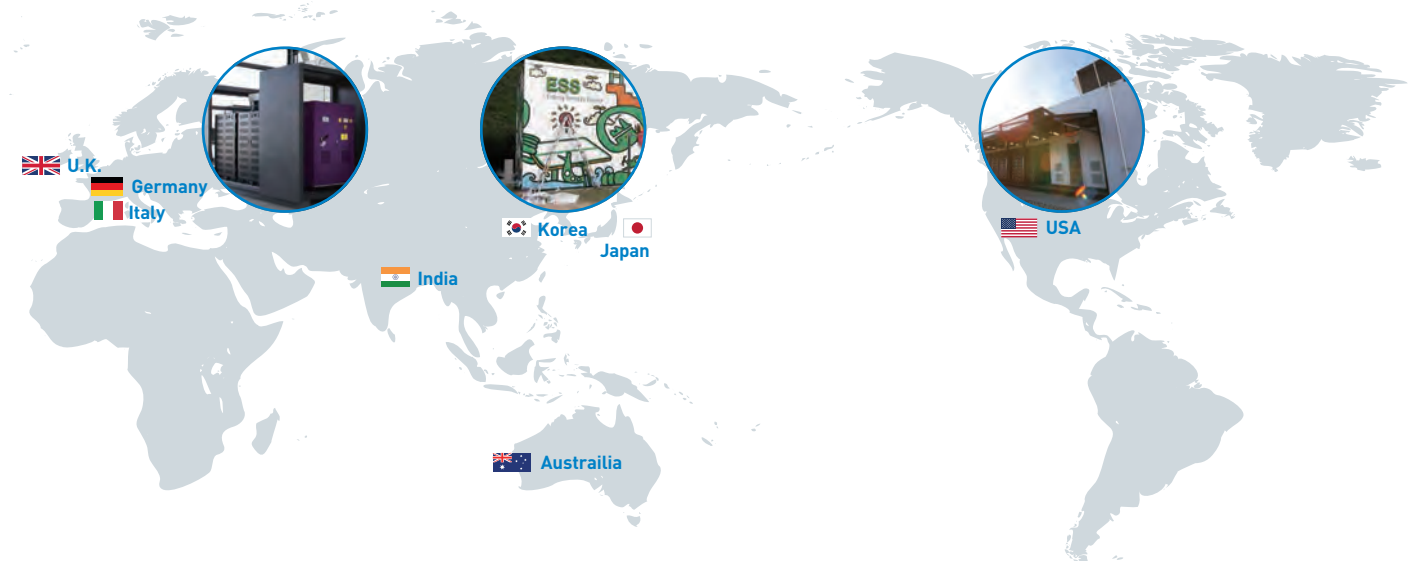 ESS
U.K.
Germany
Italy
Korea
Japan
USA
India
Austrailia